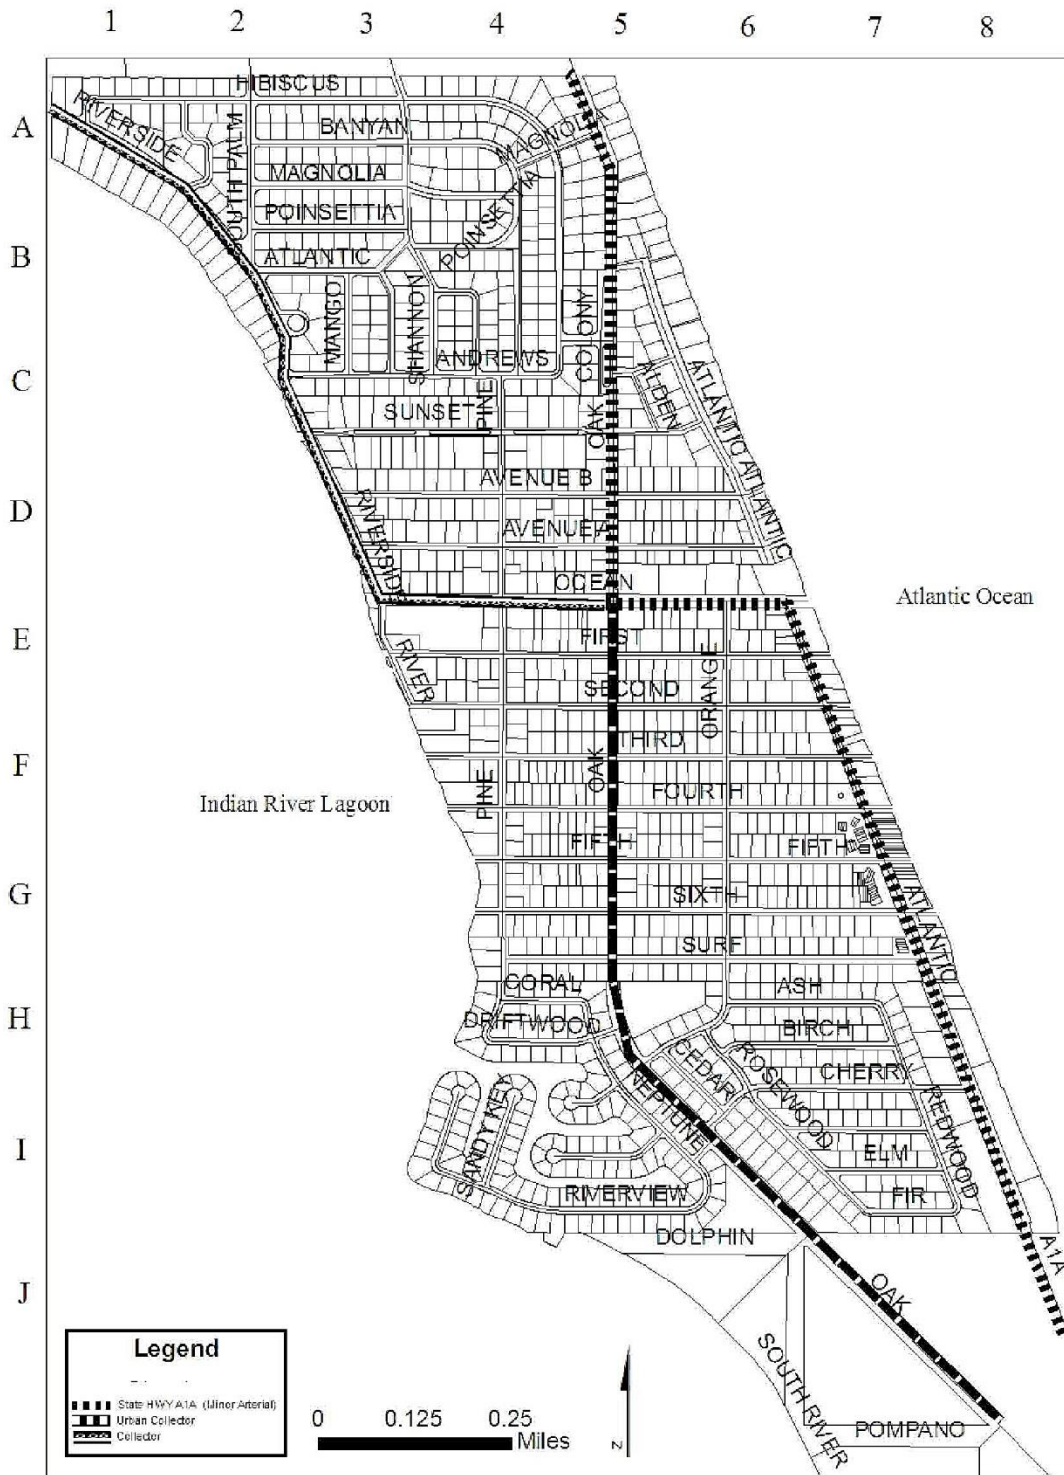 1 2 3 4 5 6 7 8
A
B
C
D
E
F
G
H
I
J
HIBISCUS
RIVERSIDE
SOUTH PALM
BANYAN
MAGNOLIA
MAGNOLIA
POINSETTIA
POINSETTIA
ATLANTIC
MANGO
SHANNON
COLONY
ANDREWS
ALDEN
ATLANTIC
PINE
SUNSET
OAK
ATLANTIC
AVENUE B
RIVERSIDE
AVENUE A
OCEAN
Atlantic Ocean
FIRST
RIVER
ORANGE
SECOND
THIRD
OAK
PINE
FOURTH
Indian River Lagoon
FIFTH
FIFTH
SIXTH
ATLANTIC
SURF
CORAL
ASH
DRIFTWOOD
BIRCH
CEDAR
ROSEWOOD
CHERRY
NEPTUNE
REDWOOD
SANDY KEY
ELM
RIVERVIEW
FIR
DOLPHIN
A1A
OAK
SOUTH RIVER
POMPANO
Legend
State HWY A1A (Minor Arterial)
Urban Collector
Collector
0 0.125 0.25
Miles
N